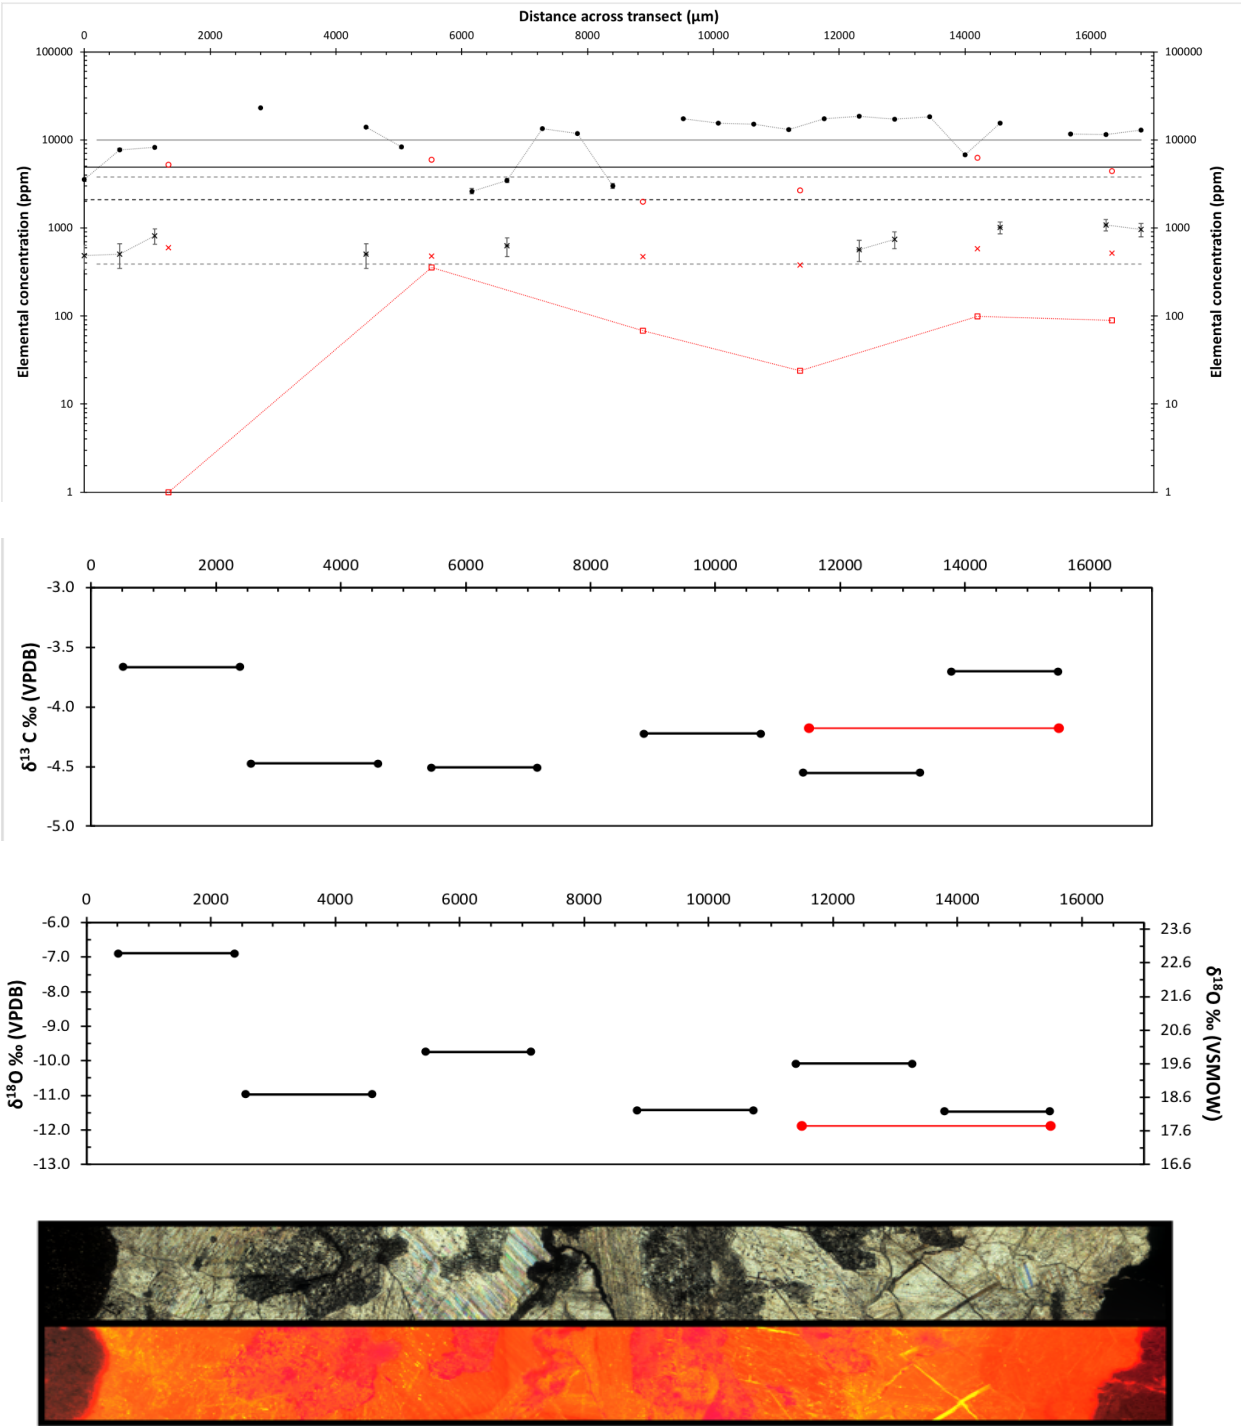 Distance across transect (µm)
0 2000 4000 6000 8000 10000 12000 14000 16000
100000 100000
10000 10000
1000 1000
100 100
10 10
1 1
Elemental concentration (ppm)
Elemental concentration (ppm)
0 2000 4000 6000 8000 10000 12000 14000 16000
-3.0
-3.5
-4.0
-4.5
-5.0
δ¹³ C ‰ (VPDB)
0 2000 4000 6000 8000 10000 12000 14000 16000
-6.0 23.6
-7.0 22.6
-8.0 21.6
-9.0 20.6
-10.0 19.6
-11.0 18.6
-12.0 17.6
-13.0 16.6
δ¹⁸O ‰ (VPDB)
δ¹⁸O ‰ (VSMOW)